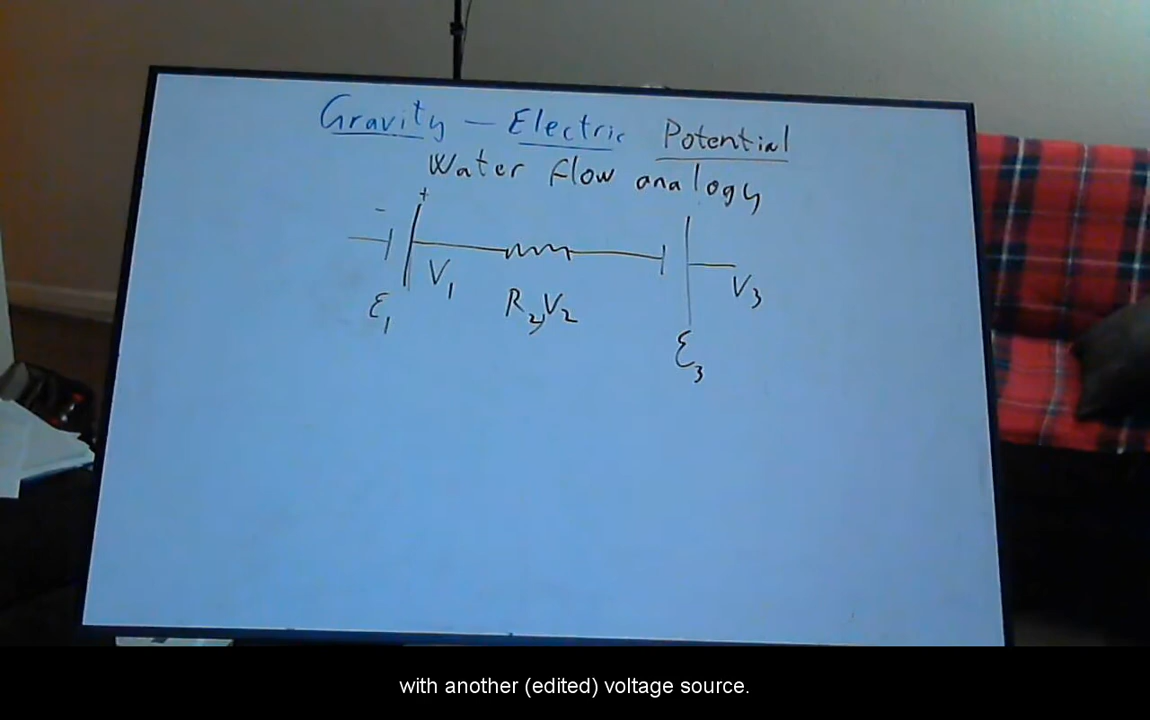 Gravity - Electric Potential
Water flow analogy
- +
V1 V3
ε1 R2, V2
ε3
with another (edited) voltage source.